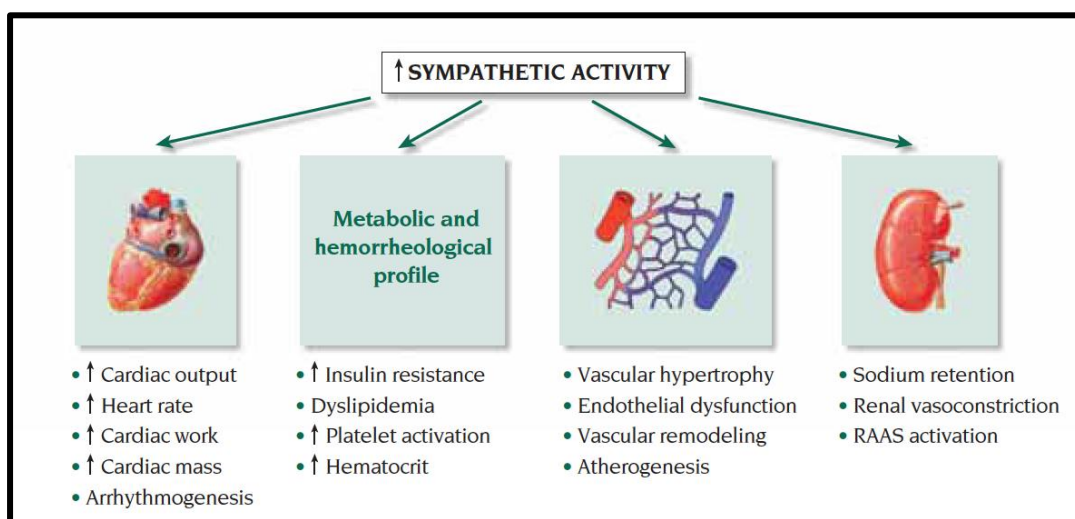 ↑ SYMPATHETIC ACTIVITY
Metabolic and
hemorrheological
profile
• ↑ Cardiac output
• ↑ Heart rate
• ↑ Cardiac work
• ↑ Cardiac mass
• Arrhythmogenesis
• ↑ Insulin resistance
• Dyslipidemia
• ↑ Platelet activation
• ↑ Hematocrit
• Vascular hypertrophy
• Endothelial dysfunction
• Vascular remodeling
• Atherogenesis
• Sodium retention
• Renal vasoconstriction
• RAAS activation